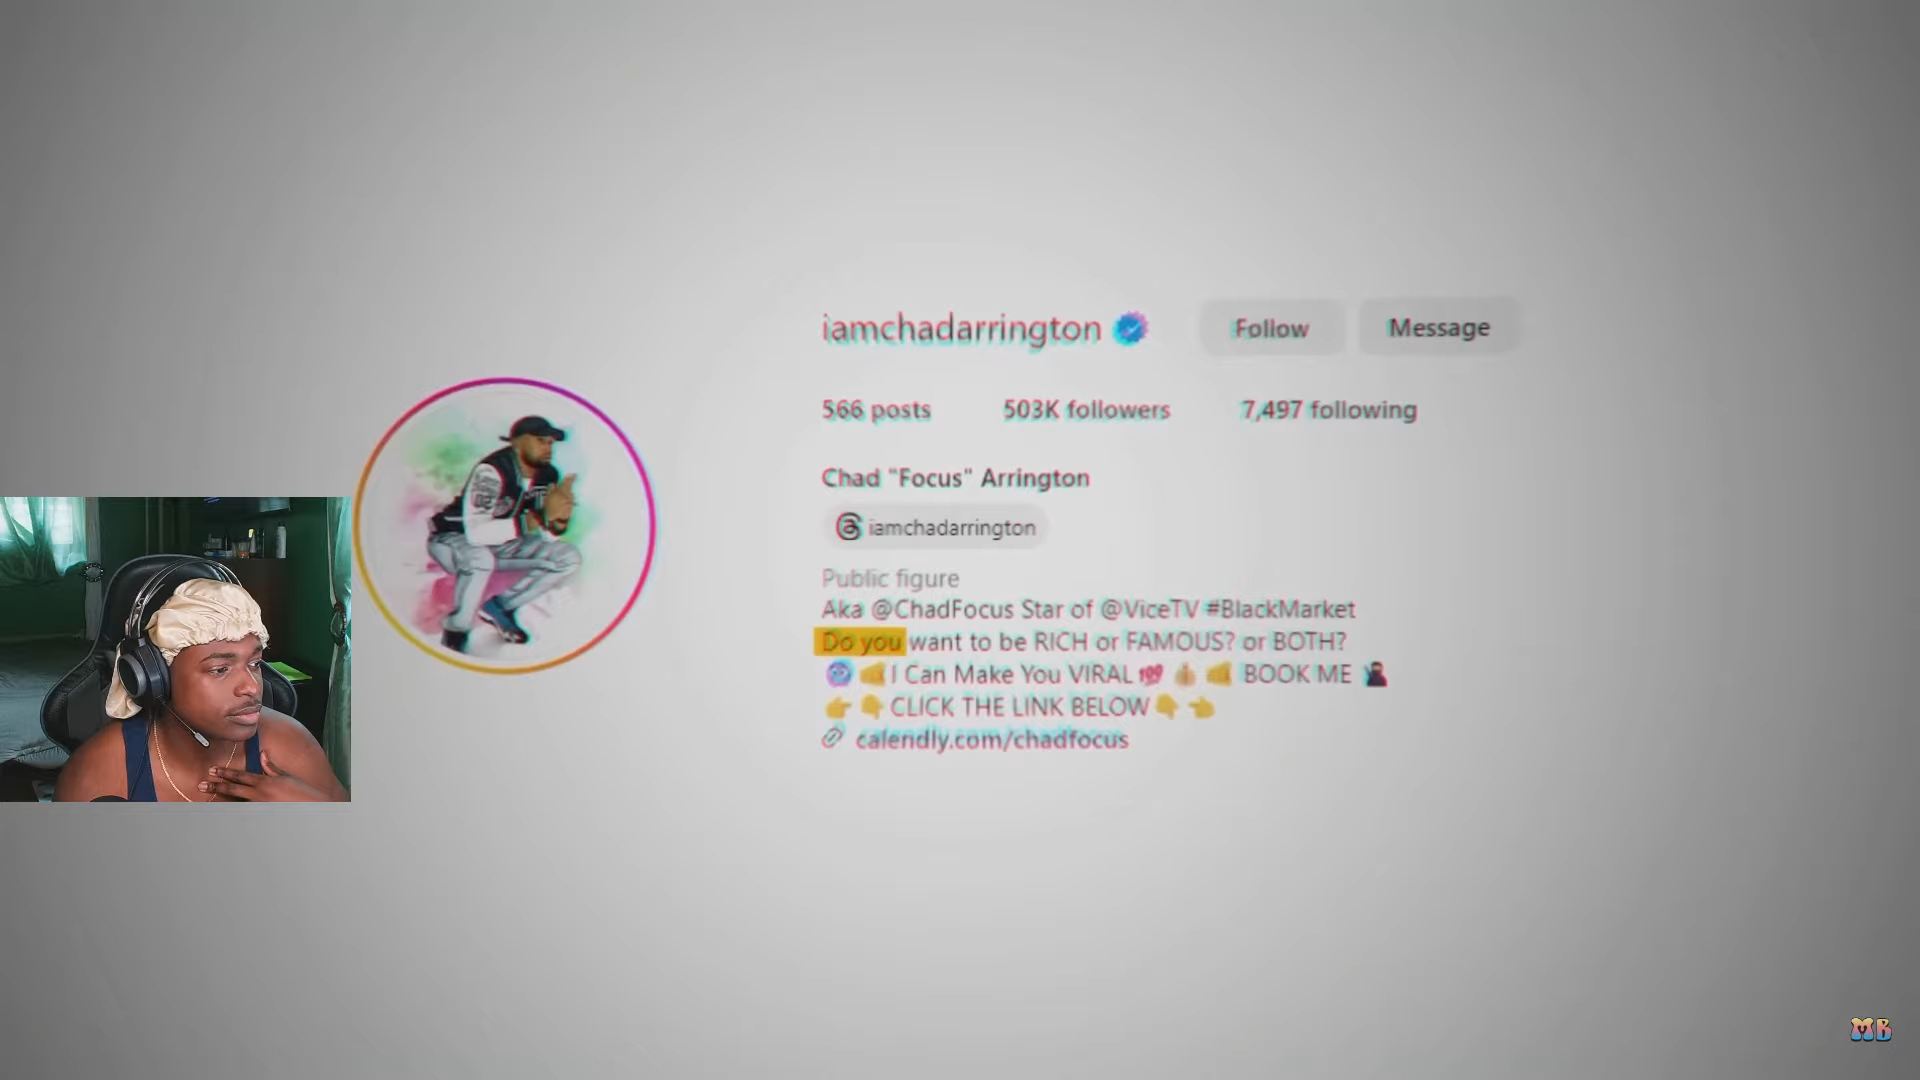 iamchadarrington
Follow
Message
566 posts
503K followers
7,497 following
Chad "Focus" Arrington
iamchadarrington
Public figure
Aka @ChadFocus Star of @ViceTV #BlackMarket
Do you want to be RICH or FAMOUS? or BOTH?
🥶 🤜 I Can Make You VIRAL 💯 👍 🤛 BOOK ME 🦹
👉 👇 CLICK THE LINK BELOW 👇 👈
calendly.com/chadfocus
MB